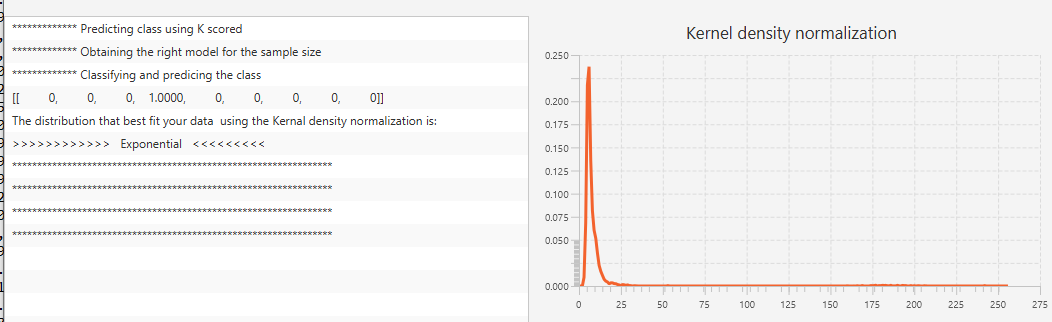 ************* Predicting class using K scored
************* Obtaining the right model for the sample size
************* Classifying and predicing the class
[[ 0, 0, 0, 1.0000, 0, 0, 0, 0, 0]]
The distribution that best fit your data using the Kernal density normalization is:
>>>>>>>>>>>> Exponential <<<<<<<<<
****************************************************************
****************************************************************
****************************************************************
****************************************************************
Kernel density normalization
0.250
0.200
0.175
0.150
0.125
0.100
0.075
0.050
0.000
0 25 50 75 100 125 150 175 200 225 250 275